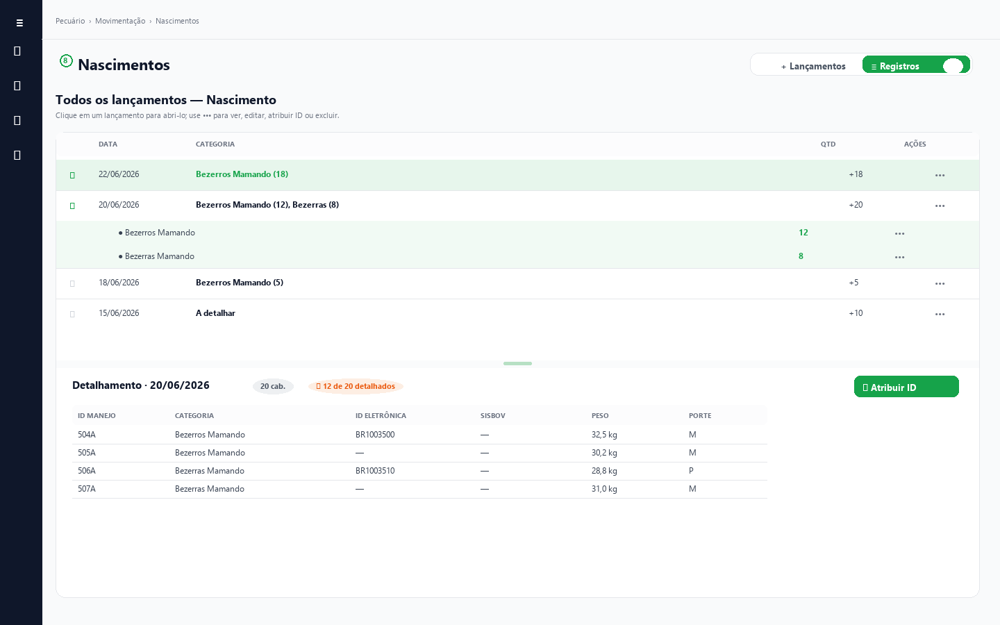 Pecuário › Movimentação › Nascimentos
8 Nascimentos
+ Lançamentos
Registros
Todos os lançamentos — Nascimento
Clique em um lançamento para abri-lo; use ••• para ver, editar, atribuir ID ou excluir.
DATA CATEGORIA QTD AÇÕES
22/06/2026 Bezerros Mamando (18) +18 •••
20/06/2026 Bezerros Mamando (12), Bezerras (8) +20 •••
● Bezerros Mamando 12 •••
● Bezerras Mamando 8 •••
18/06/2026 Bezerros Mamando (5) +5 •••
15/06/2026 A detalhar +10 •••
Detalhamento · 20/06/2026 20 cab. 12 de 20 detalhados Atribuir ID
ID MANEJO CATEGORIA ID ELETRÔNICA SISBOV PESO PORTE
504A Bezerros Mamando BR1003500 — 32,5 kg M
505A Bezerros Mamando — — 30,2 kg M
506A Bezerras Mamando BR1003510 — 28,8 kg P
507A Bezerras Mamando — — 31,0 kg M